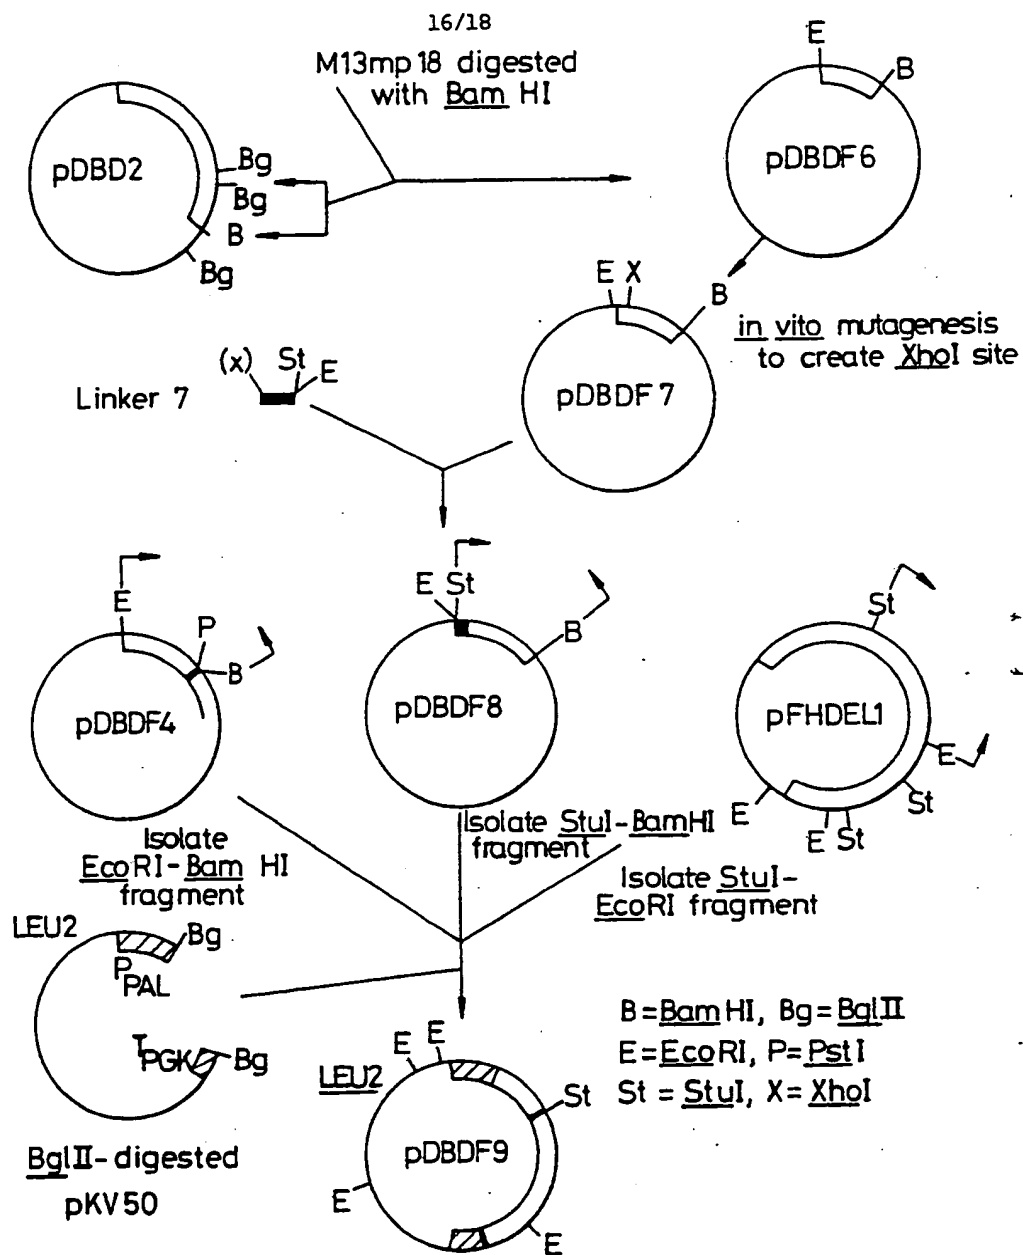 16/18
M13mp18 digested
with Bam HI
pDBD2
Bg
Bg
B
Bg
E
B
pDBDF6
E X
B
in vito mutagenesis
to create XhoI site
pDBDF7
(x)
St
E
Linker 7
E
P
B
pDBDF4
E St
B
pDBDF8
St
E
St
St
E
E
pFHDEL1
Isolate
EcoRI-Bam HI
fragment
Isolate StuI-BamHI
fragment
Isolate StuI-
EcoRI fragment
LEU2
Bg
PPAL
TPGK
Bg
BglII-digested
pKV50
E
E
LEU2
St
pDBDF9
E
E
B=BamHI, Bg=BglII
E=EcoRI, P=PstI
St = StuI, X=XhoI